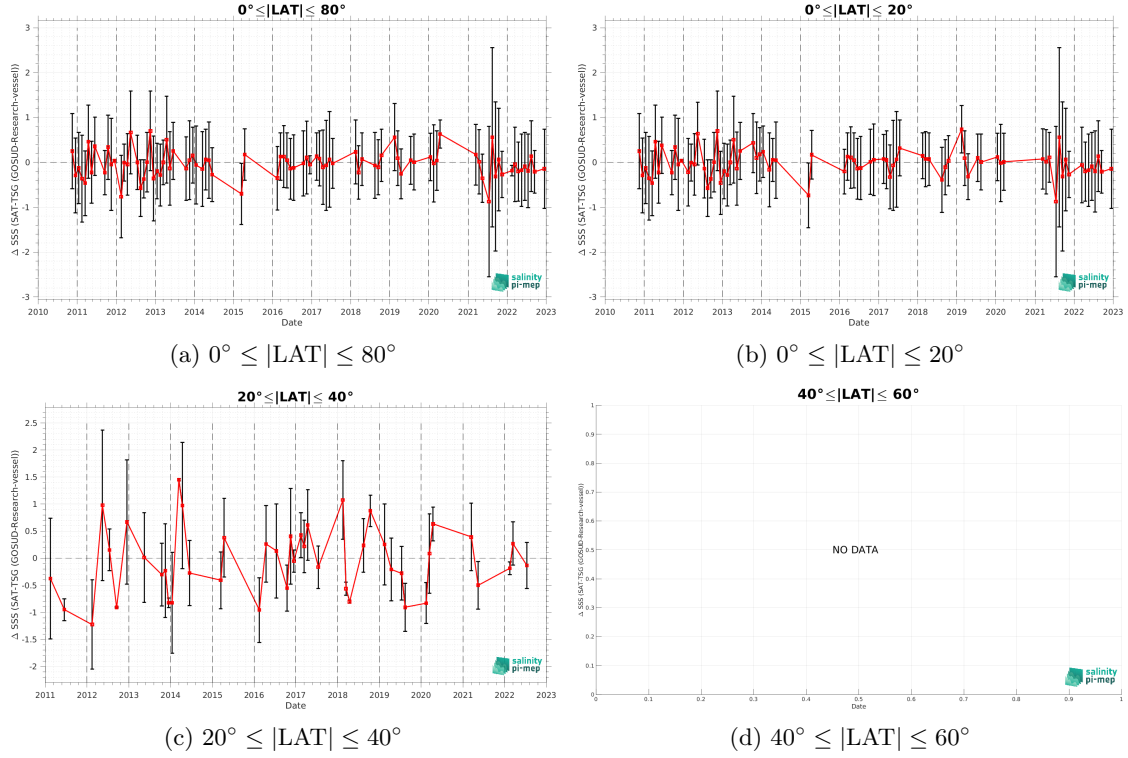 0°≤|LAT|≤ 80°
Δ SSS (SAT-TSG (GOSUD-Research-vessel))
3
2
1
0
-1
-2
-3
2010 2011 2012 2013 2014 2015 2016 2017 2018 2019 2020 2021 2022 2023
Date
salinity
pi-mep
(a) 0° ≤ |LAT| ≤ 80°
0°≤|LAT|≤ 20°
Δ SSS (SAT-TSG (GOSUD-Research-vessel))
3
2
1
0
-1
-2
-3
2010 2011 2012 2013 2014 2015 2016 2017 2018 2019 2020 2021 2022 2023
Date
salinity
pi-mep
(b) 0° ≤ |LAT| ≤ 20°
20°≤|LAT|≤ 40°
Δ SSS (SAT-TSG (GOSUD-Research-vessel))
2.5
2
1.5
1
0.5
0
-0.5
-1
-1.5
-2
2011 2012 2013 2014 2015 2016 2017 2018 2019 2020 2021 2022 2023
Date
salinity
pi-mep
(c) 20° ≤ |LAT| ≤ 40°
40°≤|LAT|≤ 60°
Δ SSS (SAT-TSG (GOSUD-Research-vessel))
1
0.9
0.8
0.7
0.6
0.5
0.4
0.3
0.2
0.1
0
NO DATA
0 0.1 0.2 0.3 0.4 0.5 0.6 0.7 0.8 0.9 1
Date
salinity
pi-mep
(d) 40° ≤ |LAT| ≤ 60°